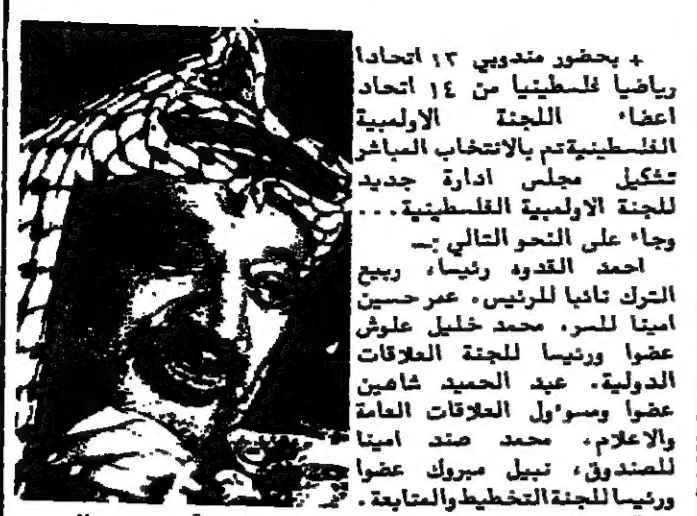 + بحضور مندوبي ١٣ اتحادا
رياضيا فلسطينيا من ١٤ اتحاد
اعضاء اللجنة الاولمبية
الفلسطينية تم بالانتخاب المباشر
تشكيل مجلس ادارة جديد
للجنة الاولمبية الفلسطينية...
وجاء على النحو التالي :ـ
احمد القدوه رئيسا، ربيع
الترك نائبا للرئيس. عمر حسين
امينا للسر. محمد خليل علوش
عضوا ورئيسا للجنة العلاقات
الدولية. عبد الحميد شاهين
عضوا ومسوءول العلاقات العامة
والاعلام. محمد صند امينا
للصندوق، نبيل مبروك عضوا
ورئيسا للجنة التخطيط والمتابعة.